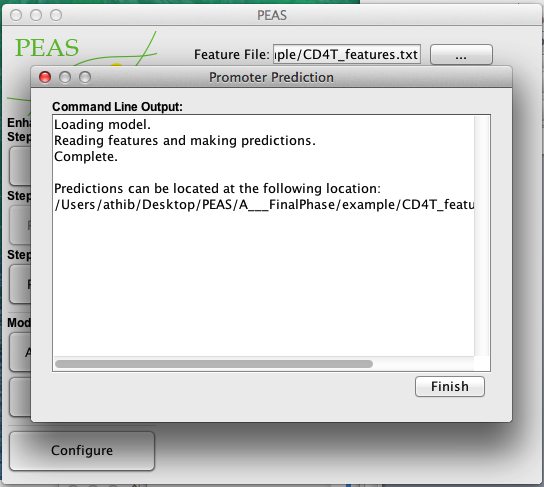 PEAS
PEAS
Feature File:
ple/CD4T_features.txt
...
Promoter Prediction
Command Line Output:
Loading model.
Reading features and making predictions.
Complete.
Predictions can be located at the following location:
/Users/athib/Desktop/PEAS/A___FinalPhase/example/CD4T_featu
Enha
Step
Step
Step
Mod
A
Finish
Configure